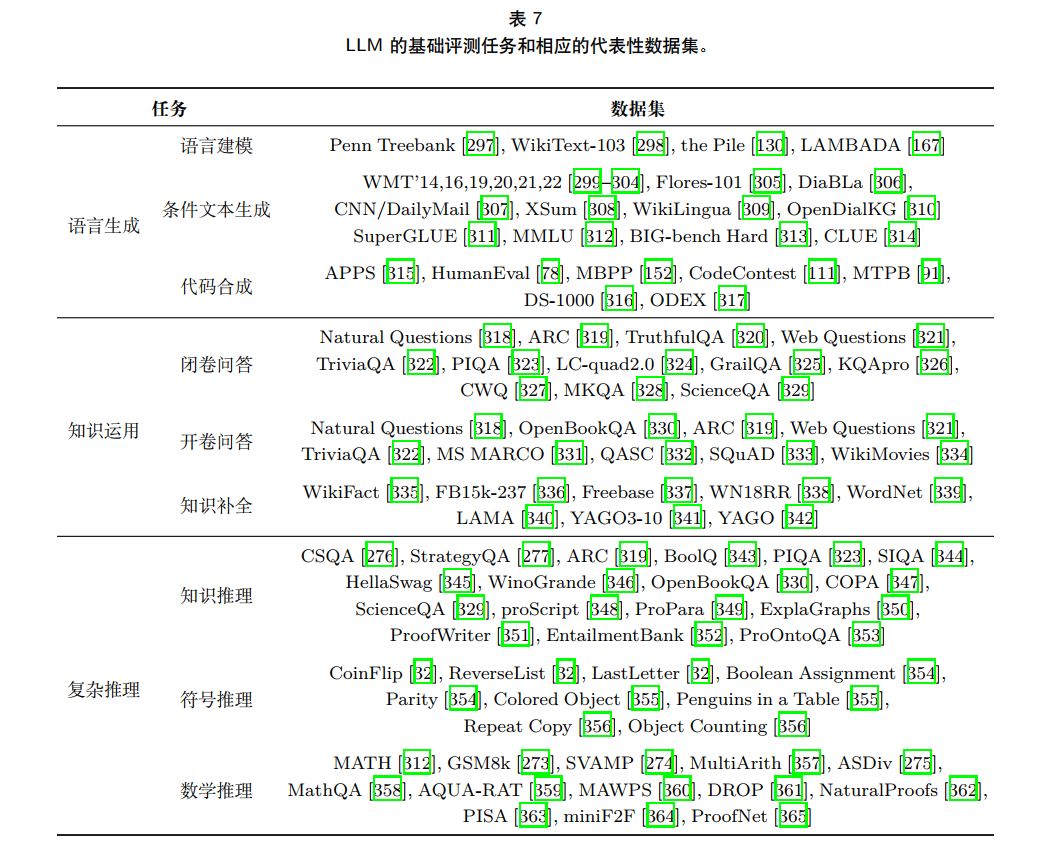 表 7
LLM 的基础评测任务和相应的代表性数据集。
任务 数据集
语言生成
语言建模
Penn Treebank [297], WikiText-103 [298], the Pile [130], LAMBADA [167]
条件文本生成
WMT’14,16,19,20,21,22 [299–304], Flores-101 [305], DiaBLa [306],
CNN/DailyMail [307], XSum [308], WikiLingua [309], OpenDialKG [310]
SuperGLUE [311], MMLU [312], BIG-bench Hard [313], CLUE [314]
代码合成
APPS [315], HumanEval [78], MBPP [152], CodeContest [111], MTPB [91],
DS-1000 [316], ODEX [317]
知识运用
闭卷问答
Natural Questions [318], ARC [319], TruthfulQA [320], Web Questions [321],
TriviaQA [322], PIQA [323], LC-quad2.0 [324], GrailQA [325], KQApro [326],
CWQ [327], MKQA [328], ScienceQA [329]
开卷问答
Natural Questions [318], OpenBookQA [330], ARC [319], Web Questions [321],
TriviaQA [322], MS MARCO [331], QASC [332], SQuAD [333], WikiMovies [334]
知识补全
WikiFact [335], FB15k-237 [336], Freebase [337], WN18RR [338], WordNet [339],
LAMA [340], YAGO3-10 [341], YAGO [342]
复杂推理
知识推理
CSQA [276], StrategyQA [277], ARC [319], BoolQ [343], PIQA [323], SIQA [344],
HellaSwag [345], WinoGrande [346], OpenBookQA [330], COPA [347],
ScienceQA [329], proScript [348], ProPara [349], ExplaGraphs [350],
ProofWriter [351], EntailmentBank [352], ProOntoQA [353]
符号推理
CoinFlip [32], ReverseList [32], LastLetter [32], Boolean Assignment [354],
Parity [354], Colored Object [355], Penguins in a Table [355],
Repeat Copy [356], Object Counting [356]
数学推理
MATH [312], GSM8k [273], SVAMP [274], MultiArith [357], ASDiv [275],
MathQA [358], AQUA-RAT [359], MAWPS [360], DROP [361], NaturalProofs [362],
PISA [363], miniF2F [364], ProofNet [365]